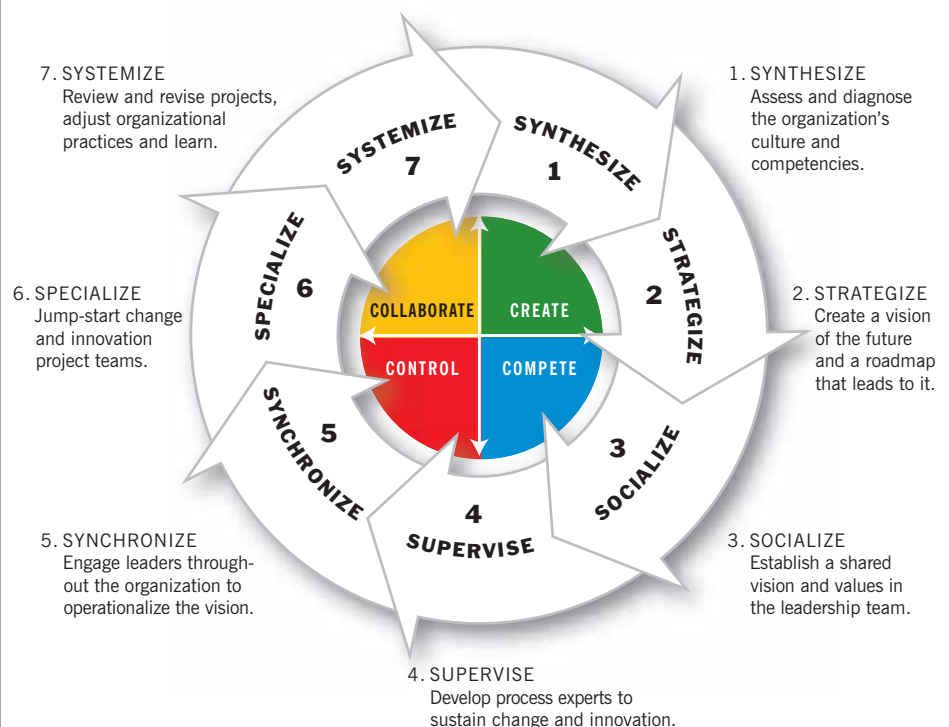 7. SYSTEMIZE
Review and revise projects,
adjust organizational
practices and learn.
1. SYNTHESIZE
Assess and diagnose
the organization's
culture and
competencies.
6. SPECIALIZE
Jump-start change
and innovation
project teams.
2. STRATEGIZE
Create a vision
of the future
and a roadmap
that leads to it.
5. SYNCHRONIZE
Engage leaders through-
out the organization to
operationalize the vision.
3. SOCIALIZE
Establish a shared
vision and values in
the leadership team.
4. SUPERVISE
Develop process experts to
sustain change and innovation.
SYNTHESIZE
1
STRATEGIZE
2
SOCIALIZE
3
4
SUPERVISE
5
SYNCHRONIZE
SPECIALIZE
6
SYSTEMIZE
7
COLLABORATE
CREATE
CONTROL
COMPETE